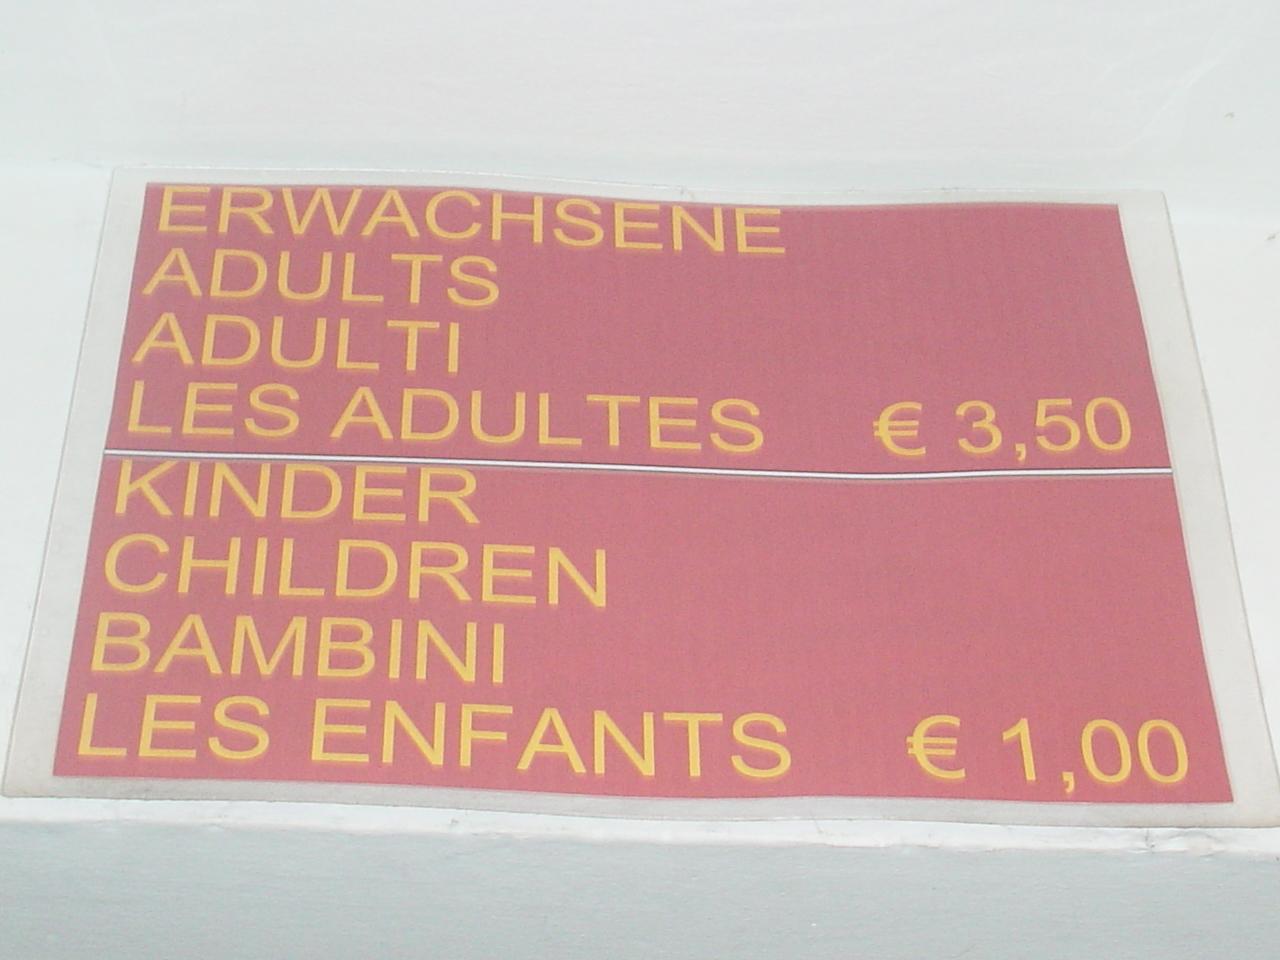 ERWACHSENE
ADULTS
ADULTI
LES ADULTES € 3,50
KINDER
CHILDREN
BAMBINI
LES ENFANTS € 1,00